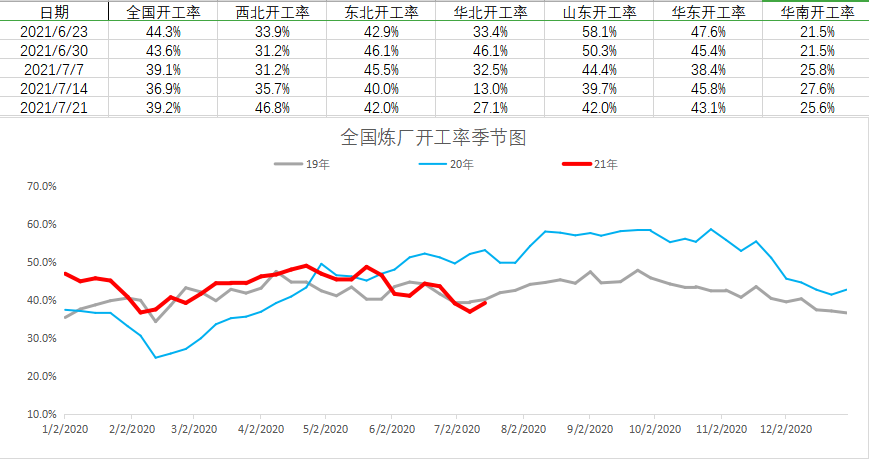 日期 全国开工率 西北开工率 东北开工率 华北开工率 山东开工率 华东开工率 华南开工率
2021/6/23 44.3% 33.9% 42.9% 33.4% 58.1% 47.6% 21.5%
2021/6/30 43.6% 31.2% 46.1% 46.1% 50.3% 45.4% 21.5%
2021/7/7 39.1% 31.2% 45.5% 32.5% 44.4% 38.4% 25.8%
2021/7/14 36.9% 35.7% 40.0% 13.0% 39.7% 45.8% 27.6%
2021/7/21 39.2% 46.8% 42.0% 27.1% 42.0% 43.1% 25.6%
全国炼厂开工率季节图
19年 20年 21年
70.0%
60.0%
50.0%
40.0%
30.0%
20.0%
10.0%
1/2/2020 2/2/2020 3/2/2020 4/2/2020 5/2/2020 6/2/2020 7/2/2020 8/2/2020 9/2/2020 10/2/2020 11/2/2020 12/2/2020